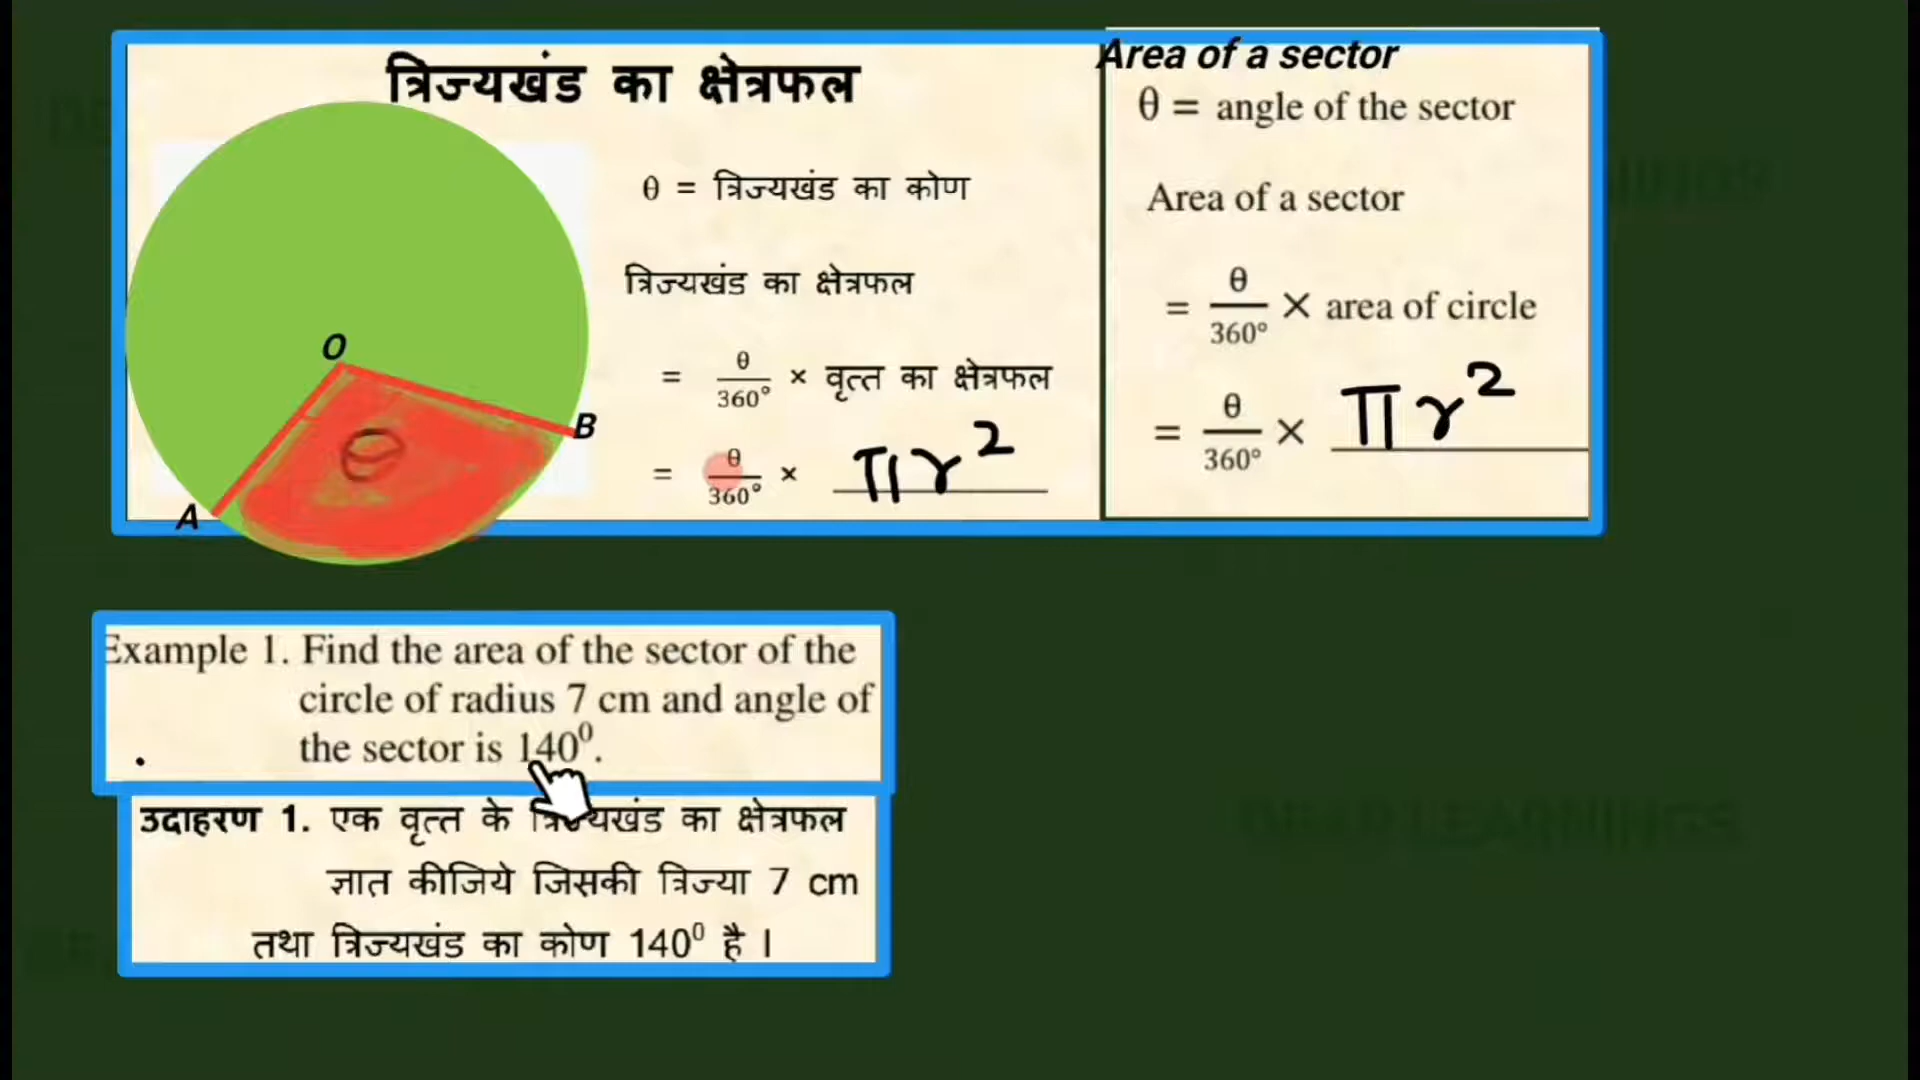 त्रिज्यखंड का क्षेत्रफल
θ = त्रिज्यखंड का कोण
त्रिज्यखंड का क्षेत्रफल
= θ/360° × वृत्त का क्षेत्रफल
= θ/360° × πr²
O
B
A
θ
Area of a sector
θ = angle of the sector
Area of a sector
= θ/360° × area of circle
= θ/360° × πr²
Example 1. Find the area of the sector of the
circle of radius 7 cm and angle of
the sector is 140⁰.
उदाहरण 1. एक वृत्त के त्रिज्यखंड का क्षेत्रफल
ज्ञात कीजिये जिसकी त्रिज्या 7 cm
तथा त्रिज्यखंड का कोण 140⁰ है ।
DEAR LEARNINGS